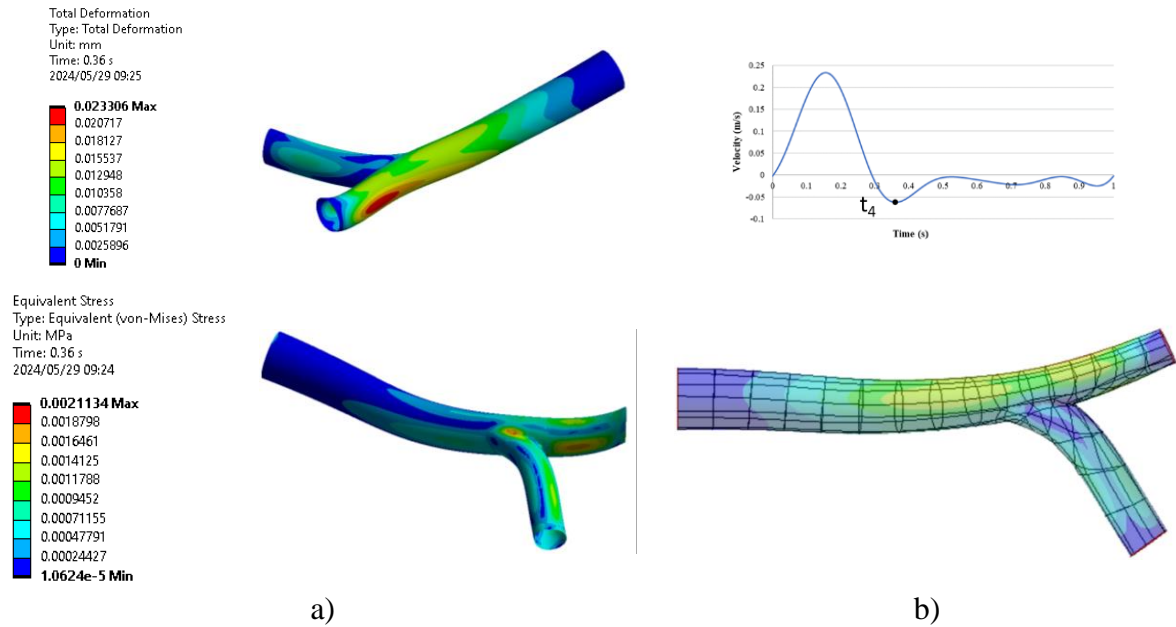 Total Deformation
Type: Total Deformation
Unit: mm
Time: 0.36 s
2024/05/29 09:25
0.023306 Max
0.020717
0.018127
0.015537
0.012948
0.010358
0.0077687
0.0051791
0.0025896
0 Min
0.25
0.2
0.15
0.1
0.05
0
-0.05
-0.1
Velocity (m/s)
0 0.1 0.2 0.3 0.4 0.5 0.6 0.7 0.8 0.9 1
t4
Time (s)
Equivalent Stress
Type: Equivalent (von-Mises) Stress
Unit: MPa
Time: 0.36 s
2024/05/29 09:24
0.0021134 Max
0.0018798
0.0016461
0.0014125
0.0011788
0.0009452
0.00071155
0.00047791
0.00024427
1.0624e-5 Min
a)
b)